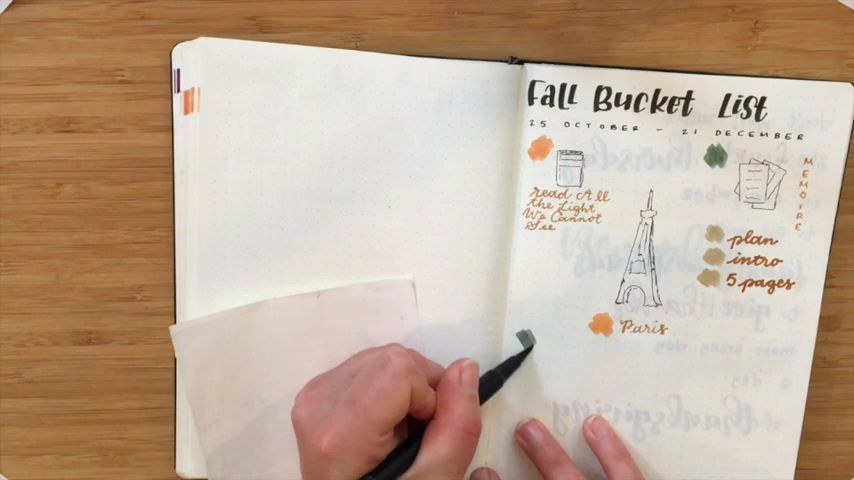 Fall Bucket List
25 OCTOBER - 21 DECEMBER
read All
the Light
We Cannot
See
MEMOIRE
plan
intro
5 pages
Paris
thanksgiving